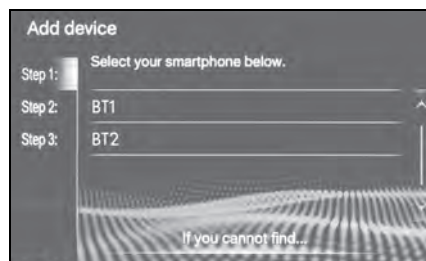 Add device
Step 1:
Select your smartphone below.
Step 2:
BT1
Step 3:
BT2
If you cannot find...